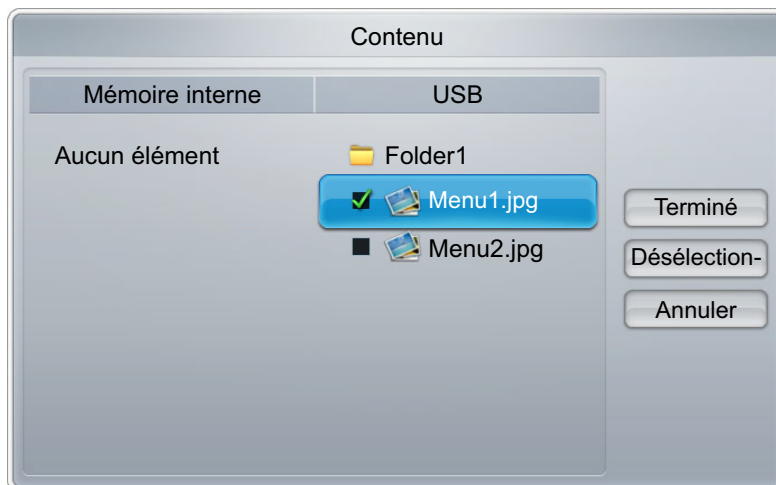 Contenu
Mémoire interne USB
Aucun élément Folder1
Menu1.jpg
Menu2.jpg
Terminé
Désélection-
Annuler